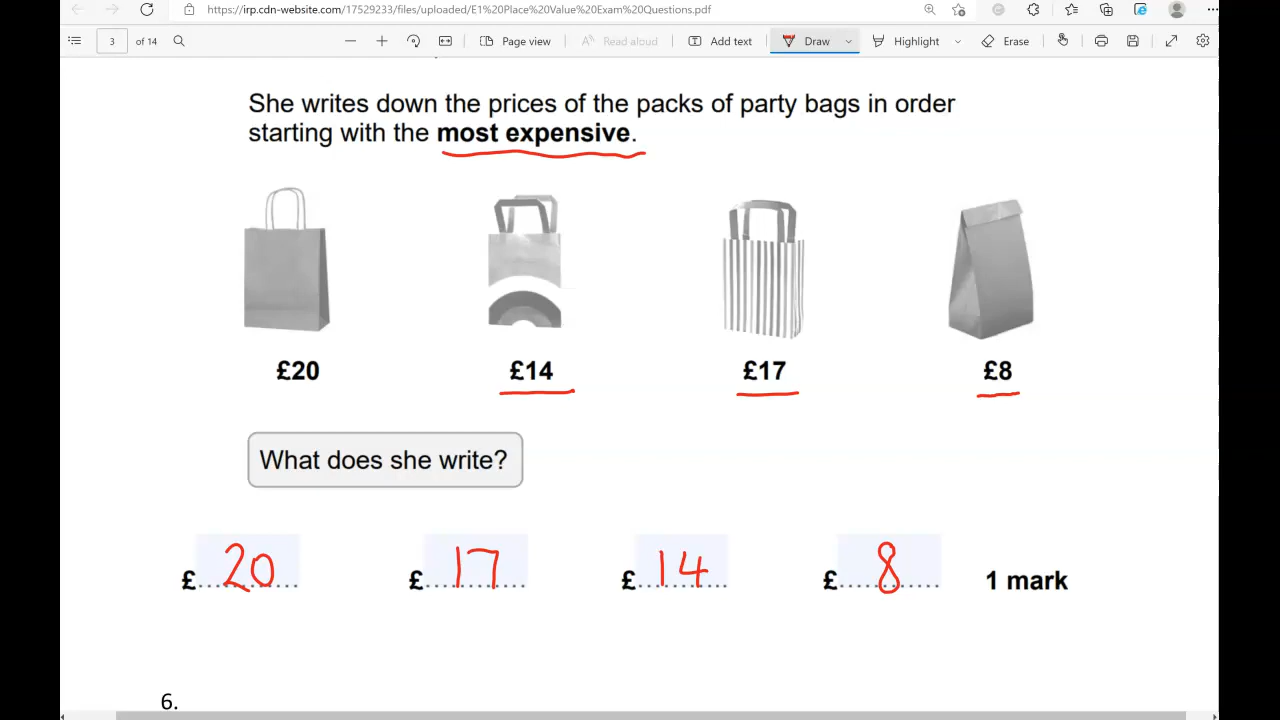 https://irp.cdn-website.com/17529233/files/uploaded/E1%20Place%20Value%20Exam%20Questions.pdf
3 of 14 Page view Read aloud Add text Draw Highlight Erase
She writes down the prices of the packs of party bags in order
starting with the most expensive.
£20 £14 £17 £8
What does she write?
£ 20 £ 17 £ 14 £ 8 1 mark
6.